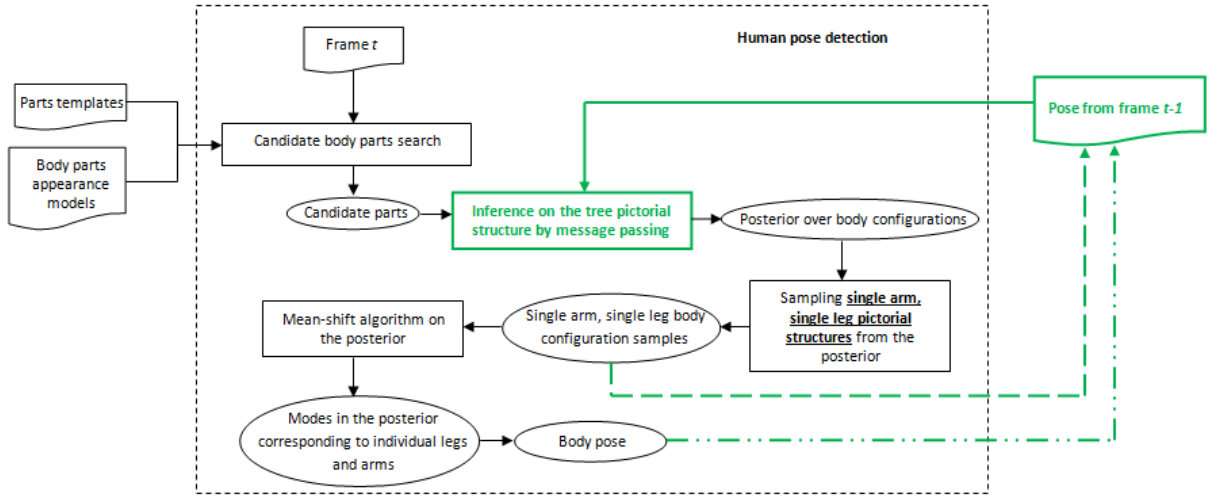 Frame t
Human pose detection
Parts templates
Pose from frame t-1
Candidate body parts search
Body parts
appearance
models
Candidate parts
Inference on the tree pictorial
structure by message passing
Posterior over body configurations
Mean-shift algorithm on
the posterior
Single arm, single leg body
configuration samples
Sampling single arm,
single leg pictorial
structures from the
posterior
Modes in the posterior
corresponding to individual legs
and arms
Body pose